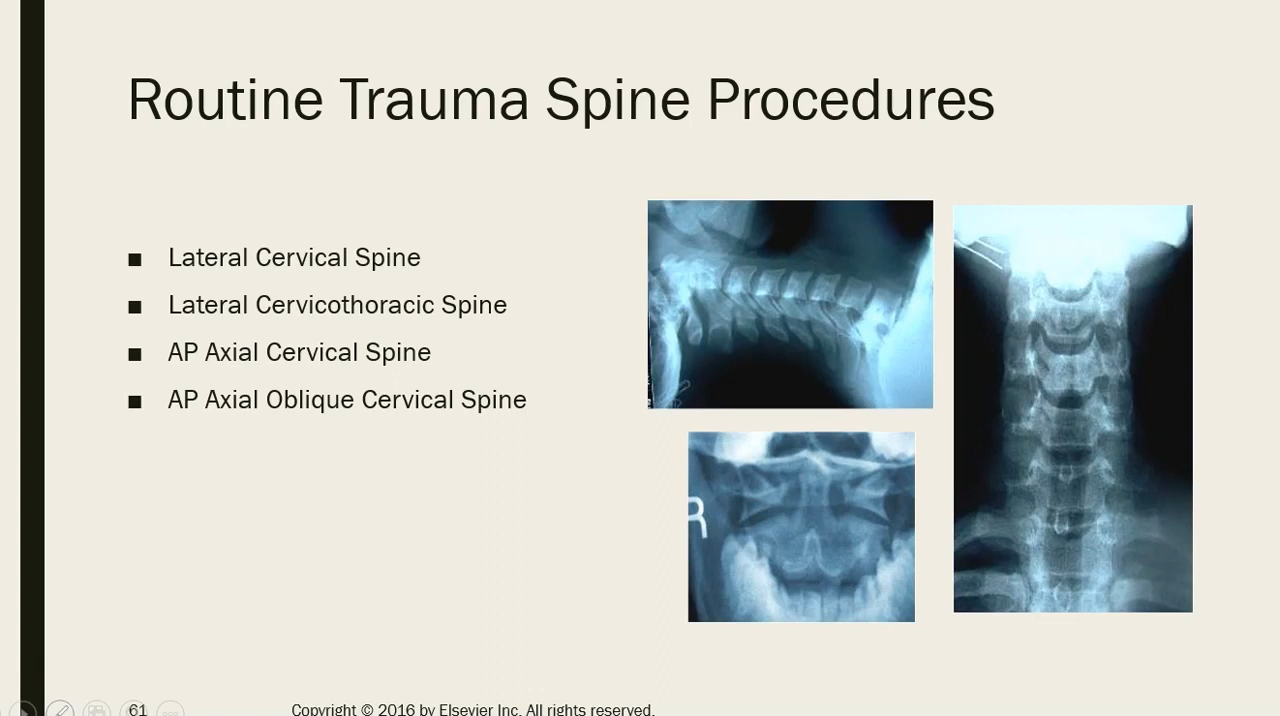 Routine Trauma Spine Procedures
■ Lateral Cervical Spine
■ Lateral Cervicothoracic Spine
■ AP Axial Cervical Spine
■ AP Axial Oblique Cervical Spine
R
61
Copyright © 2016 by Elsevier Inc. All rights reserved.